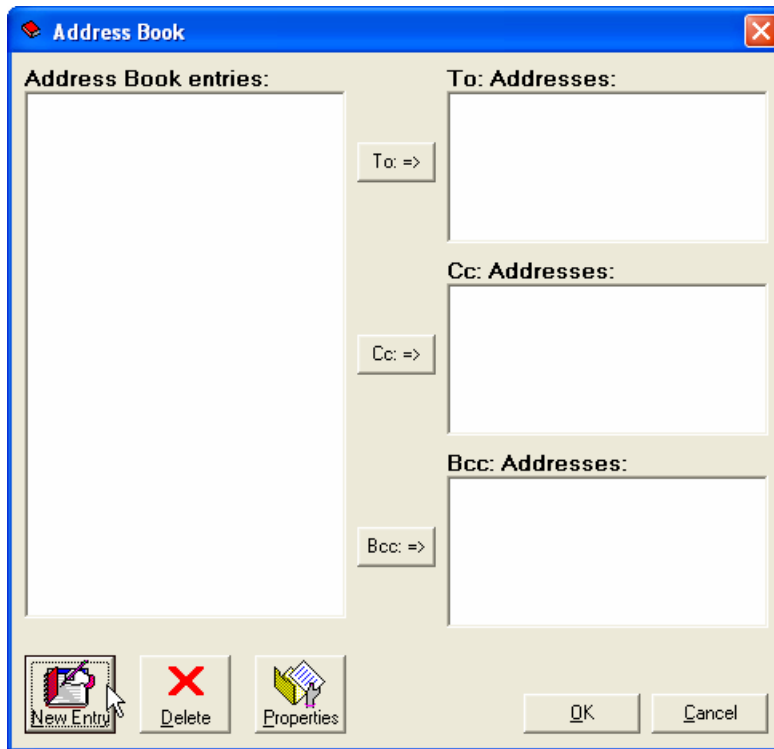 Address Book
Address Book entries:
To: Addresses:
To: =>
Cc: Addresses:
Cc: =>
Bcc: Addresses:
Bcc: =>
New Entry
Delete
Properties
OK
Cancel